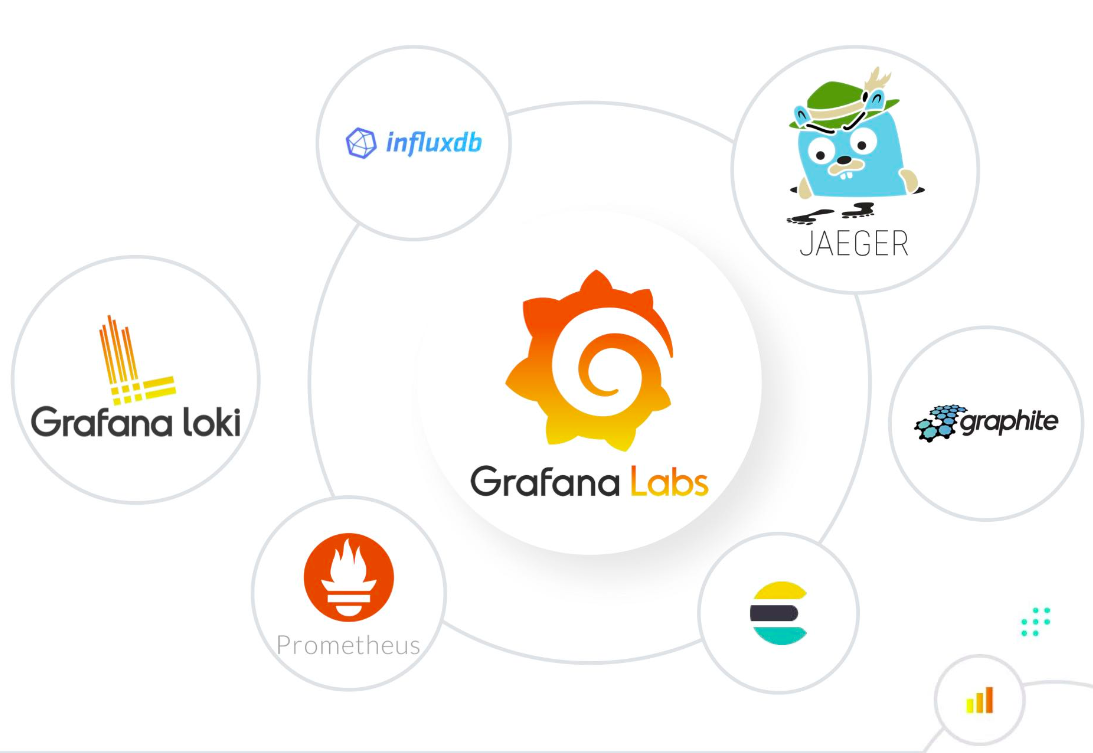 influxdb
JAEGER
Grafana loki
graphite
Grafana Labs
Prometheus